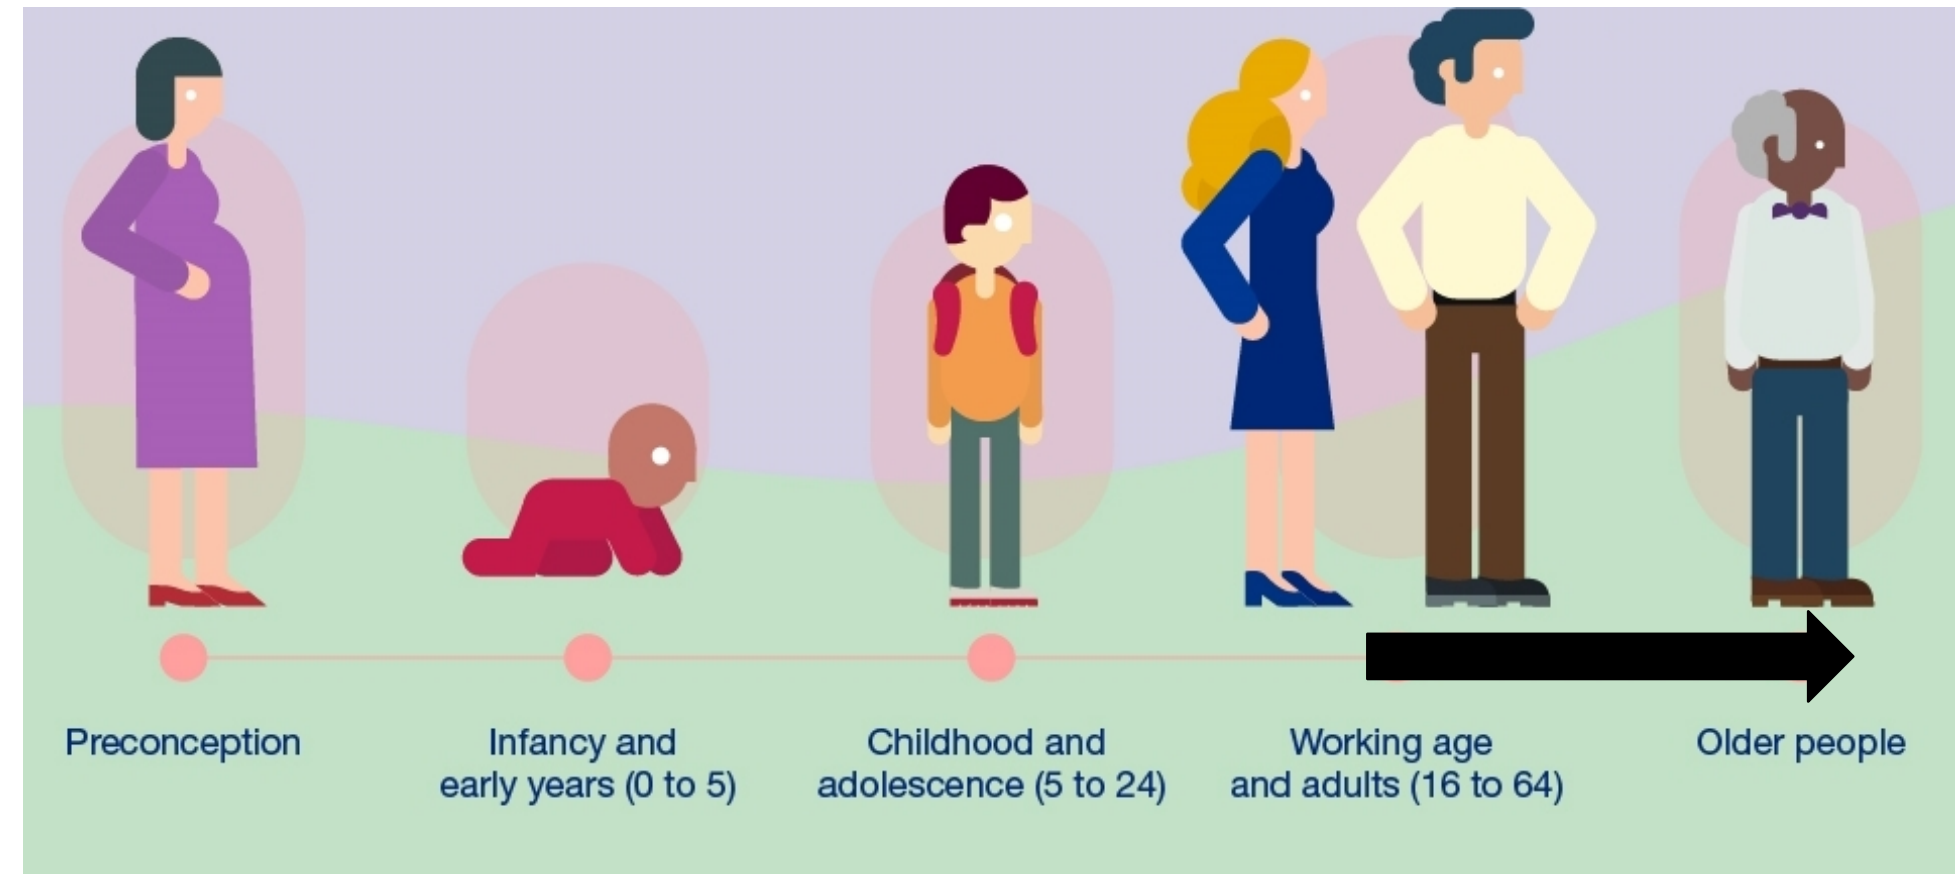 Preconception
Infancy and
early years (0 to 5)
Childhood and
adolescence (5 to 24)
Working age
and adults (16 to 64)
Older people